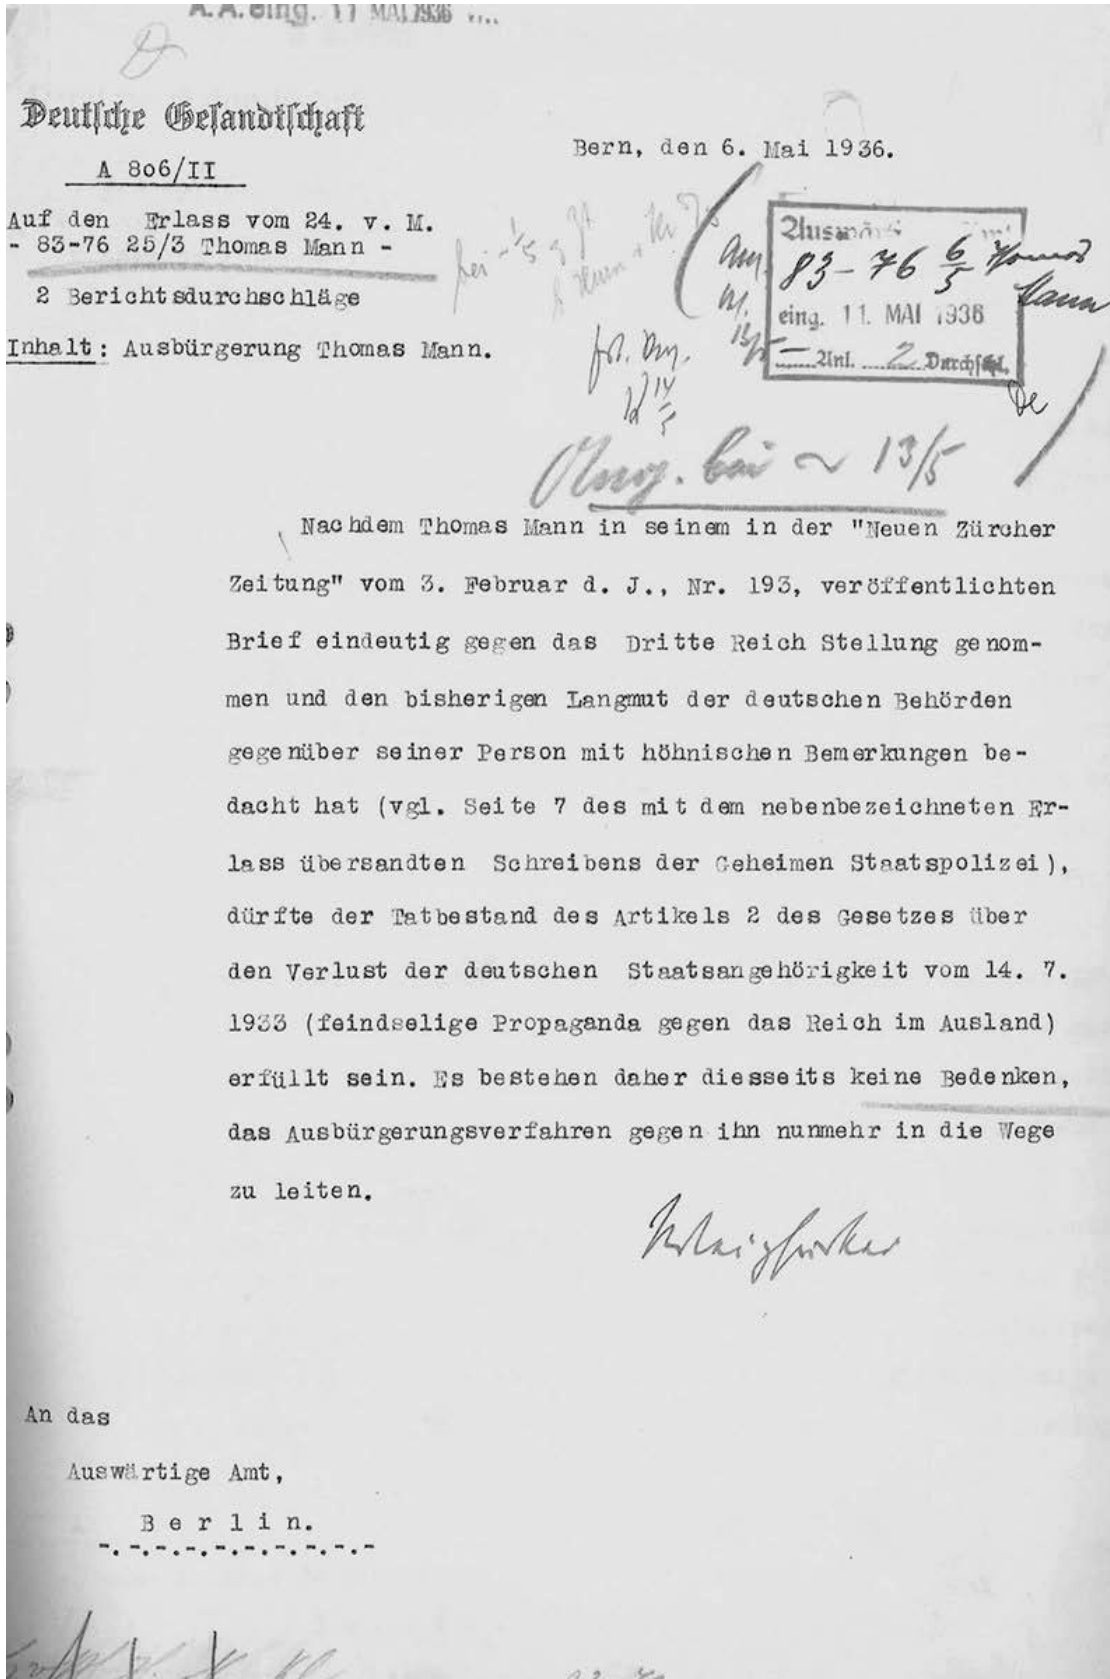 A.A.eing. 11 MAI 1936
Deutsche Gesandtschaft
A 806/II
Bern, den 6. Mai 1936.
Auf den Erlass vom 24. v. M.
- 83-76 25/3 Thomas Mann -
2 Berichtsdurchschläge
Inhalt: Ausbürgerung Thomas Mann.
83-76 6/5 Thomas
Mann
eing. 11. MAI 1936
Anl. 2 Durchschl.
13/5
Nachdem Thomas Mann in seinem in der "Neuen Zürcher
Zeitung" vom 3. Februar d. J., Nr. 193, veröffentlichten
Brief eindeutig gegen das Dritte Reich Stellung genom-
men und den bisherigen Langmut der deutschen Behörden
gegenüber seiner Person mit höhnischen Bemerkungen be-
dacht hat (vgl. Seite 7 des mit dem nebenbezeichneten Er-
lass übersandten Schreibens der Geheimen Staatspolizei),
dürfte der Tatbestand des Artikels 2 des Gesetzes über
den Verlust der deutschen Staatsangehörigkeit vom 14. 7.
1933 (feindselige Propaganda gegen das Reich im Ausland)
erfüllt sein. Es bestehen daher diesseits keine Bedenken,
das Ausbürgerungsverfahren gegen ihn nunmehr in die Wege
zu leiten.
An das
Auswärtige Amt,
Berlin.